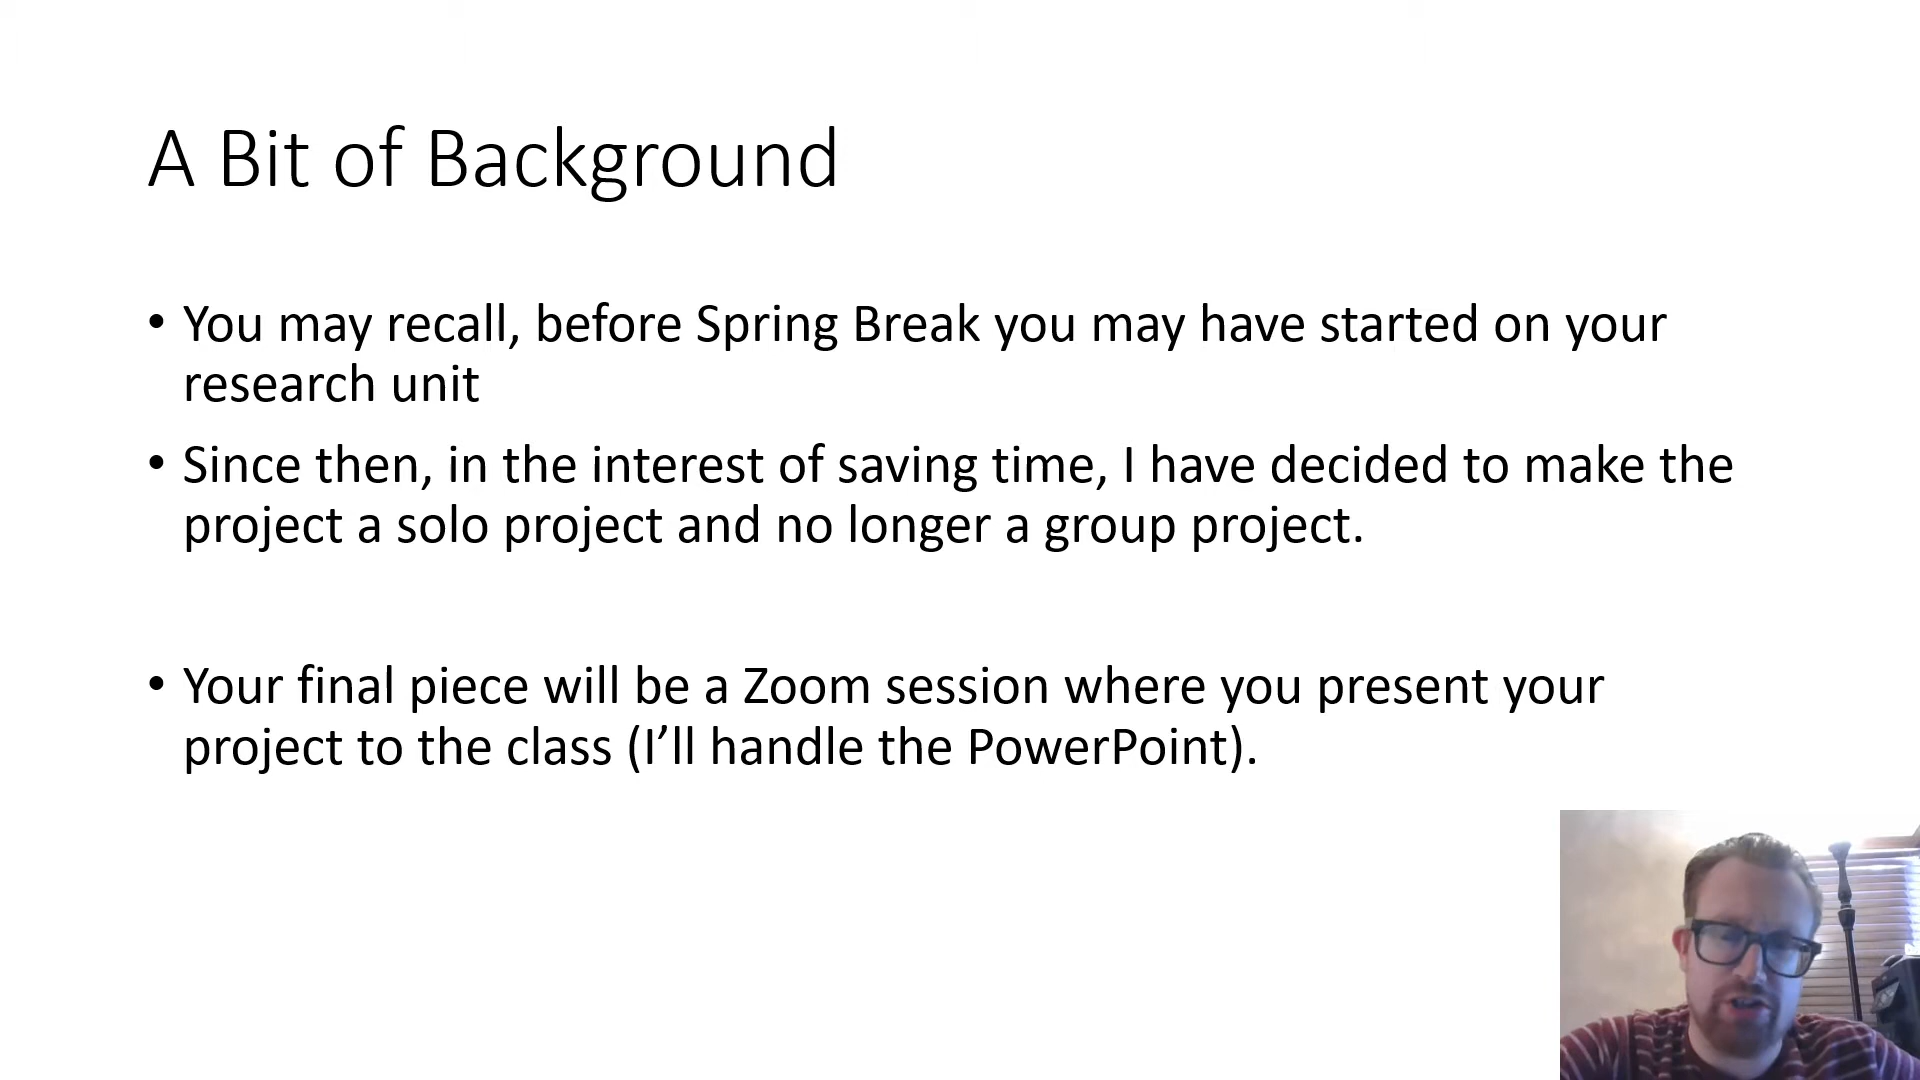 A Bit of Background
• You may recall, before Spring Break you may have started on your
research unit
• Since then, in the interest of saving time, I have decided to make the
project a solo project and no longer a group project.
• Your final piece will be a Zoom session where you present your
project to the class (I’ll handle the PowerPoint).